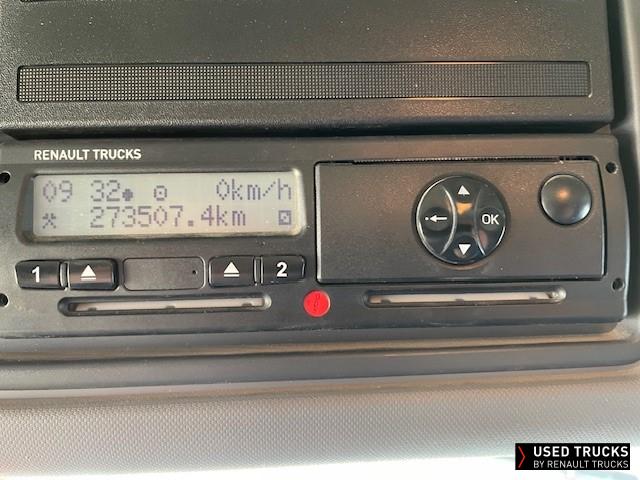 RENAULT TRUCKS
09 32 0km/h
273507.4km
OK
1 2
USED TRUCKS
BY RENAULT TRUCKS